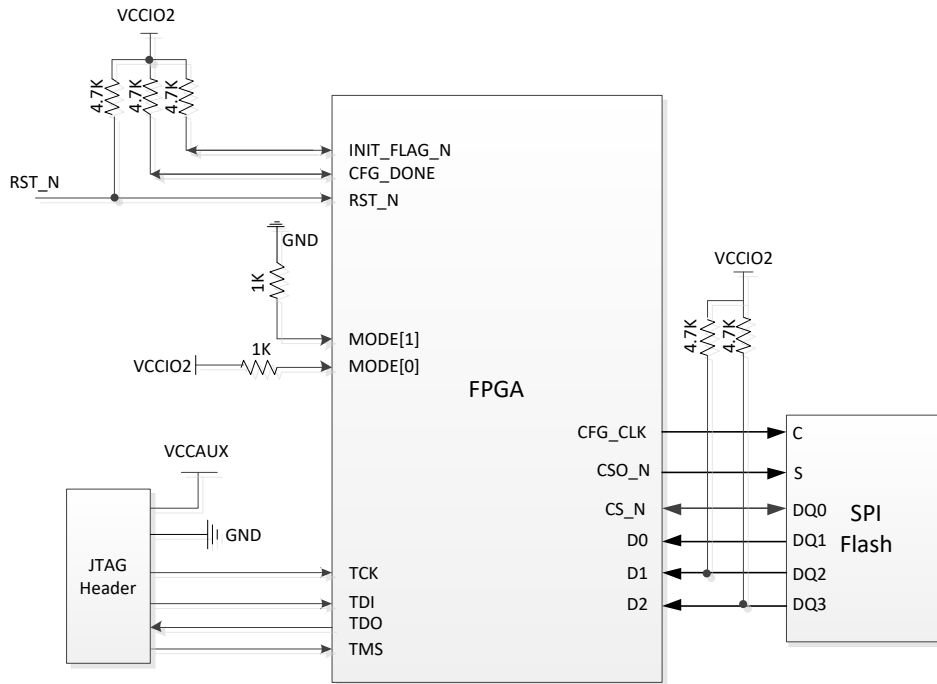 VCCIO2
4.7K
4.7K
4.7K
INIT_FLAG_N
CFG_DONE
RST_N
RST_N
GND
1K
MODE[1]
VCCIO2
1K
MODE[0]
FPGA
VCCIO2
4.7K
4.7K
CFG_CLK
C
CSO_N
S
CS_N
DQ0
D0
DQ1
D1
DQ2
D2
DQ3
SPI
Flash
VCCAUX
GND
JTAG
Header
TCK
TDI
TDO
TMS